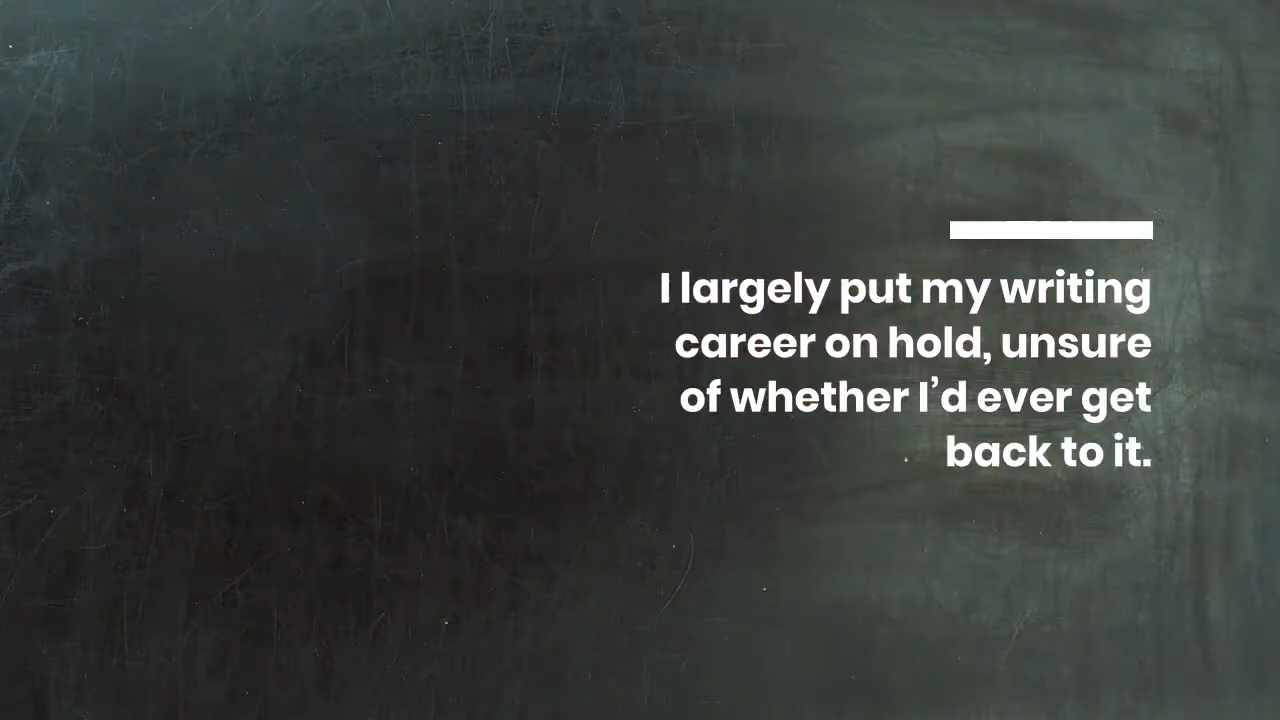 I largely put my writing
career on hold, unsure
of whether I’d ever get
back to it.